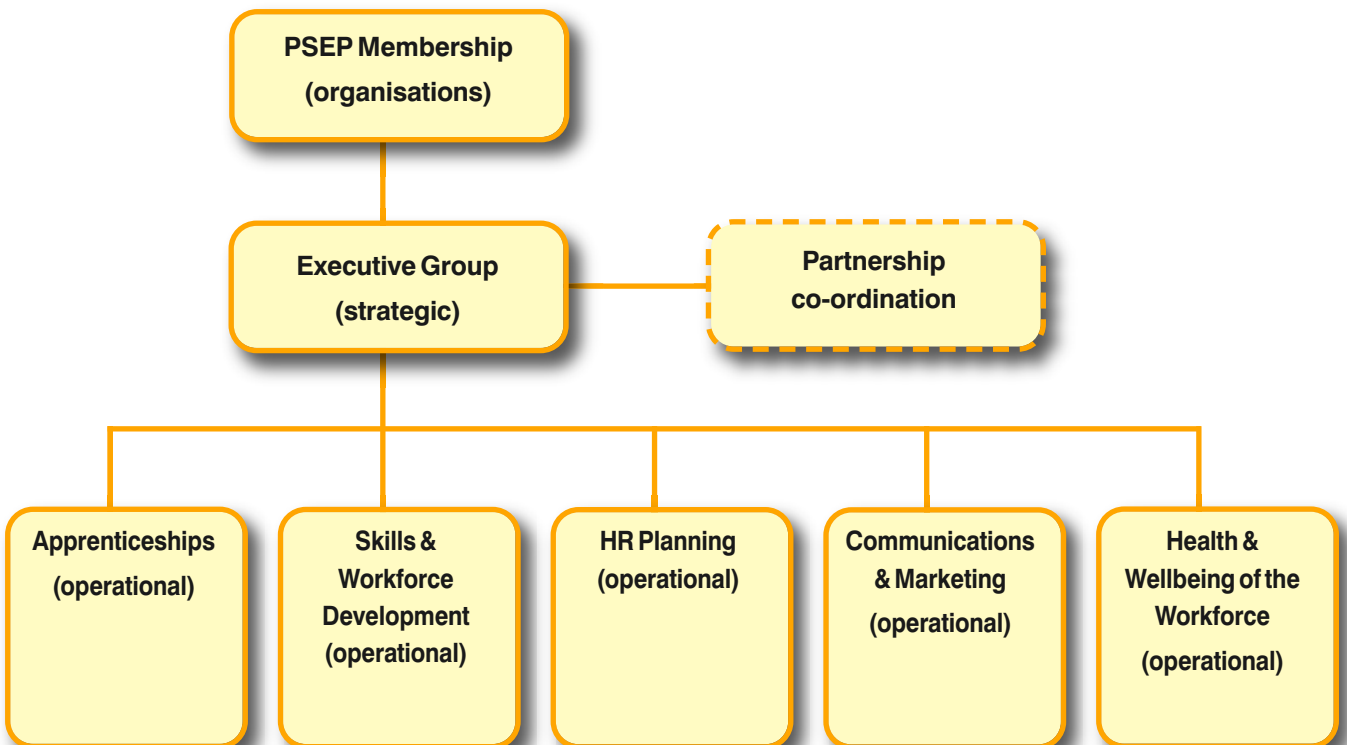 PSEP Membership
(organisations)
Executive Group
(strategic)
Partnership
co-ordination
Apprenticeships
(operational)
Skills &
Workforce
Development
(operational)
HR Planning
(operational)
Communications
& Marketing
(operational)
Health &
Wellbeing of the
Workforce
(operational)